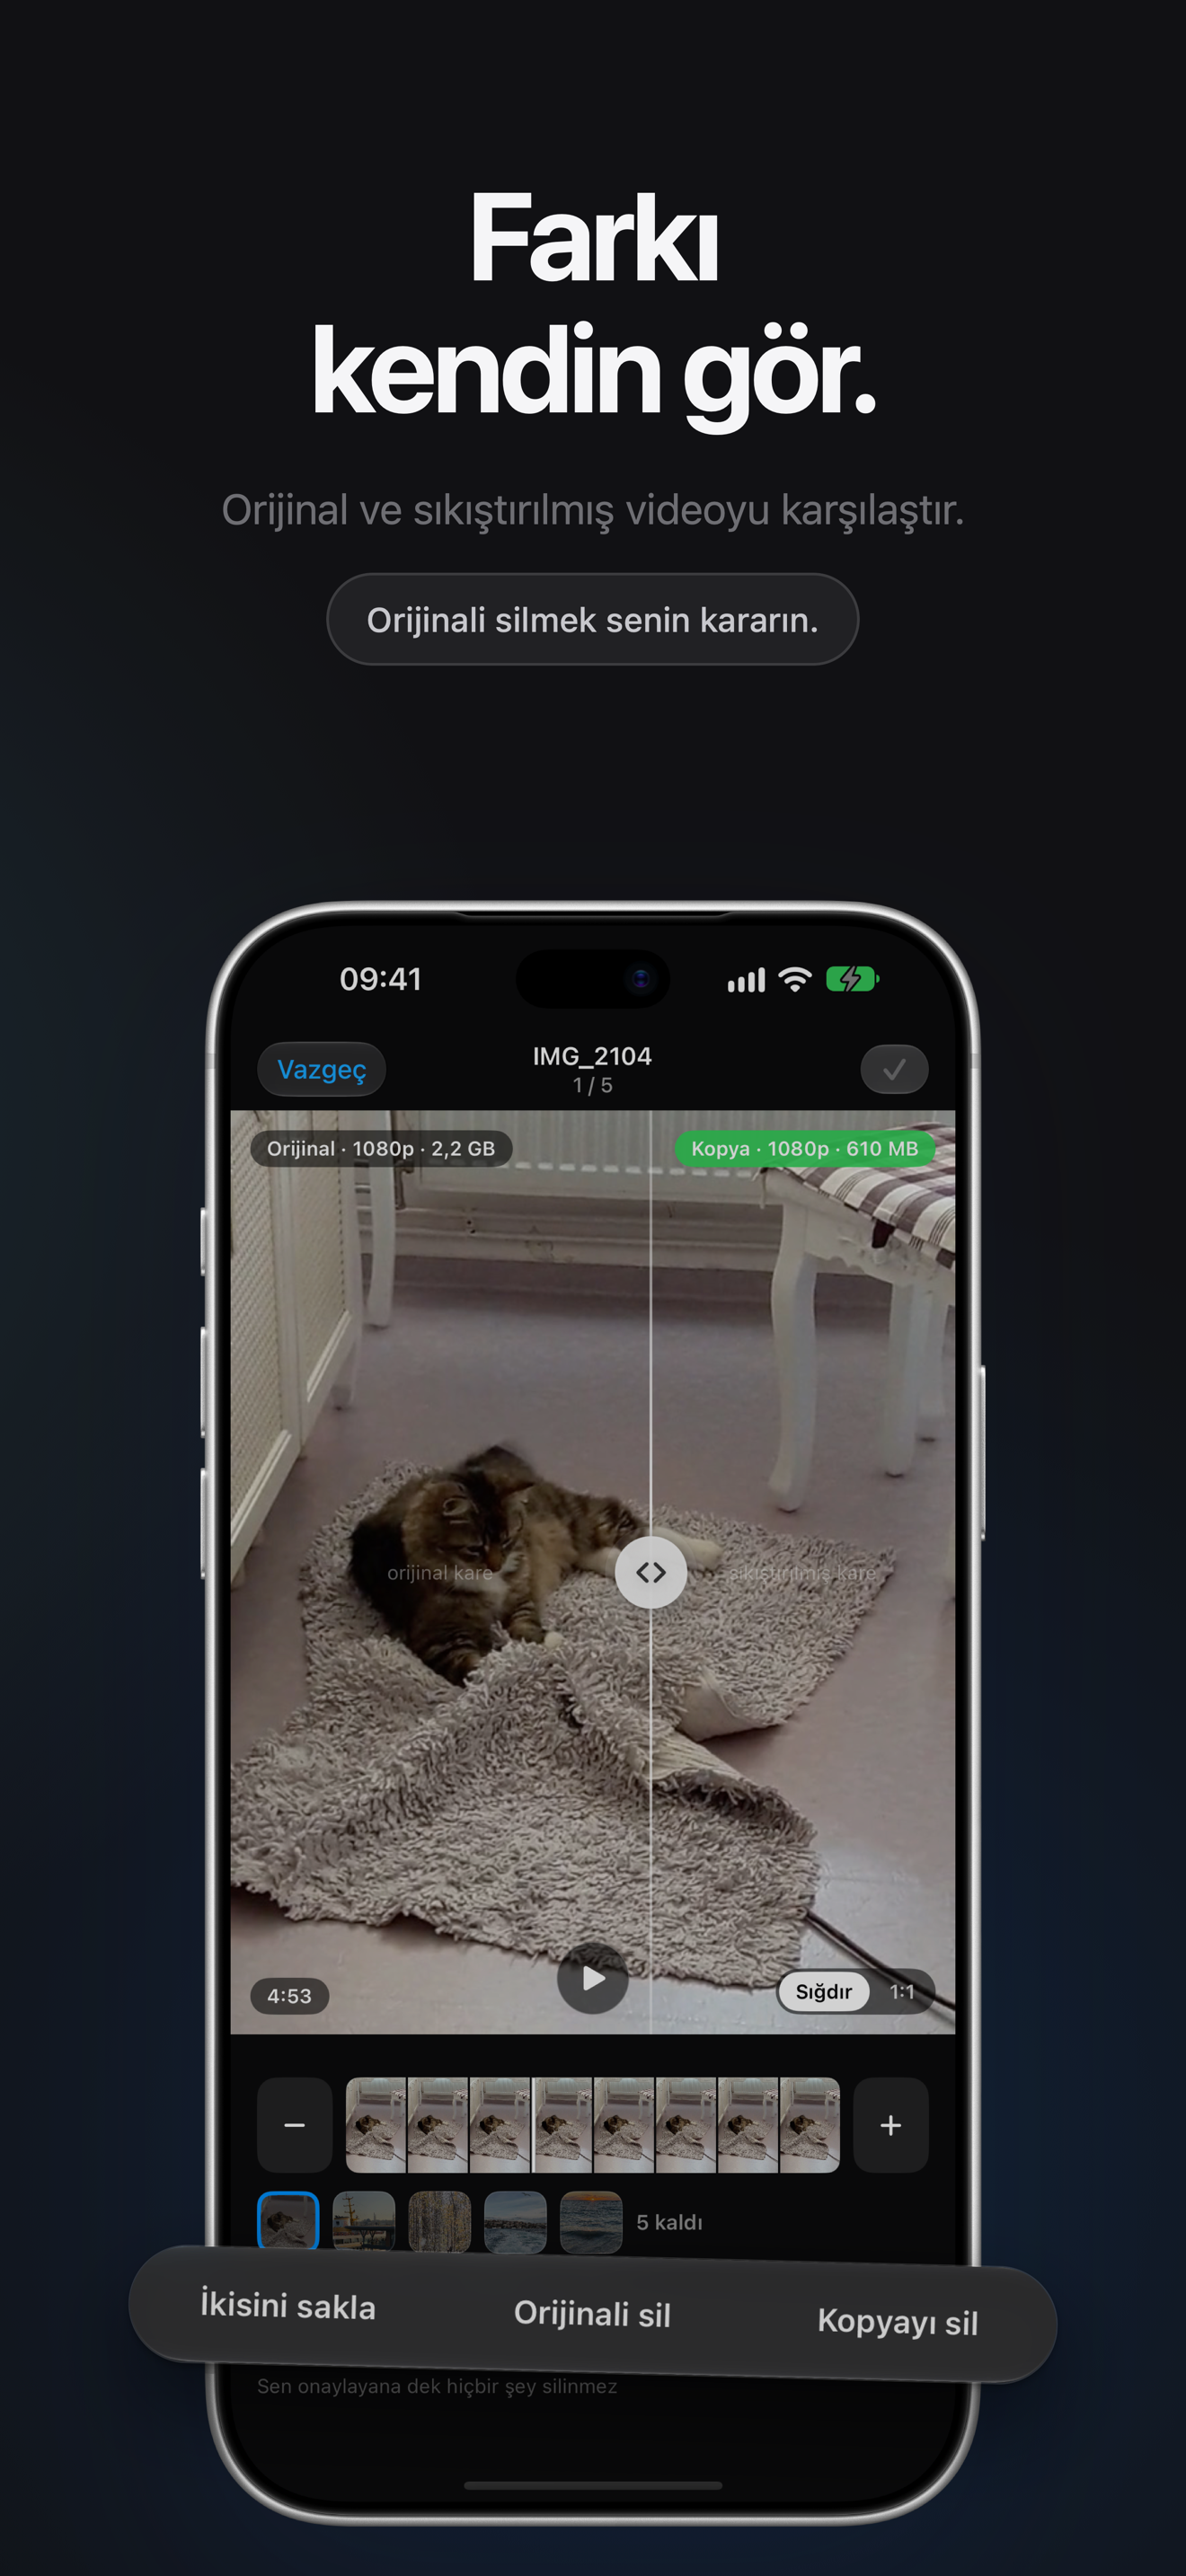 Farkı
kendin gör.
Orijinal ve sıkıştırılmış videoyu karşılaştır.
Orijinali silmek senin kararın.
09:41
Vazgeç
IMG_2104
1 / 5
Orijinal · 1080p · 2,2 GB
Kopya · 1080p · 610 MB
orijinal kare
sıkıştırılmış kare
4:53
Sığdır
1:1
5 kaldı
İkisini sakla
Orijinali sil
Kopyayı sil
Sen onaylayana dek hiçbir şey silinmez